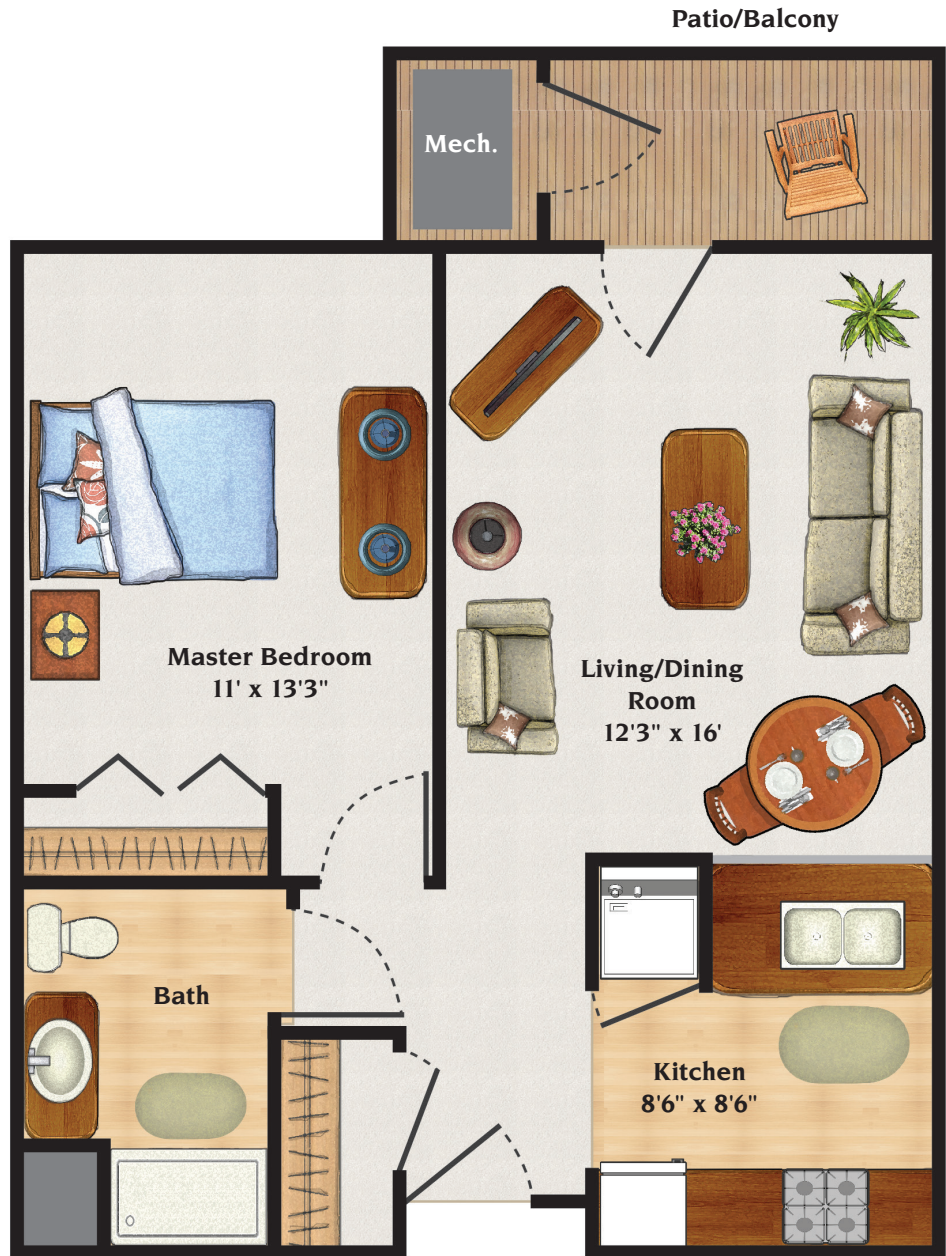 Patio/Balcony
Mech.
Master Bedroom
11' x 13'3"
Living/Dining
Room
12'3" x 16'
Bath
Kitchen
8'6" x 8'6"